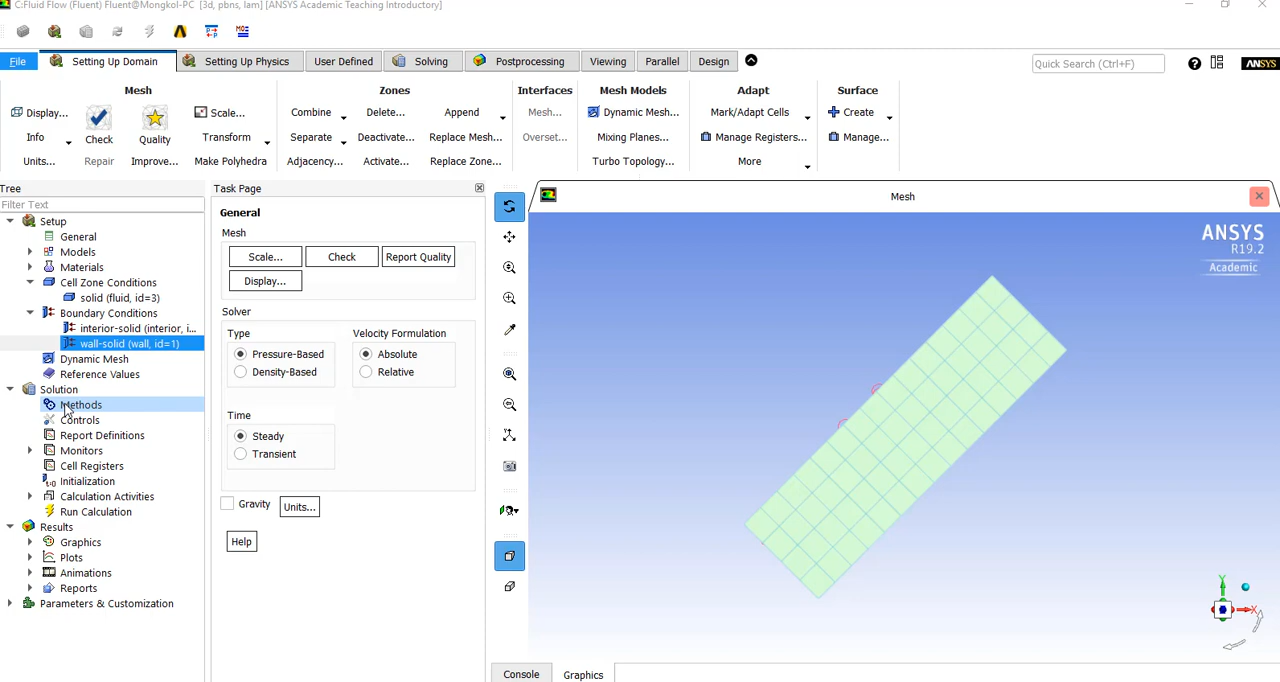 C:Fluid Flow (Fluent) Fluent@Mongkol-PC [3d, pbns, lam] [ANSYS Academic Teaching Introductory]
File Setting Up Domain Setting Up Physics User Defined Solving Postprocessing Viewing Parallel Design Quick Search (Ctrl+F) ANSYS
Mesh Zones Interfaces Mesh Models Adapt Surface
Display... Scale... Combine Delete... Append Mesh... Dynamic Mesh... Mark/Adapt Cells Create
Info Check Quality Transform Separate Deactivate... Replace Mesh... Overset... Mixing Planes... Manage Registers... Manage...
Units... Repair Improve... Make Polyhedra Adjacency... Activate... Replace Zone... Turbo Topology... More
Tree
Filter Text
Setup
General
Models
Materials
Cell Zone Conditions
solid (fluid, id=3)
Boundary Conditions
interior-solid (interior, i...
wall-solid (wall, id=1)
Dynamic Mesh
Reference Values
Solution
Methods
Controls
Report Definitions
Monitors
Cell Registers
Initialization
Calculation Activities
Run Calculation
Results
Graphics
Plots
Animations
Reports
Parameters & Customization
Task Page
General
Mesh
Scale... Check Report Quality
Display...
Solver
Type Velocity Formulation
Pressure-Based Absolute
Density-Based Relative
Time
Steady
Transient
Gravity Units...
Help
Mesh
ANSYS
R19.2
Academic
Y
X
Console Graphics